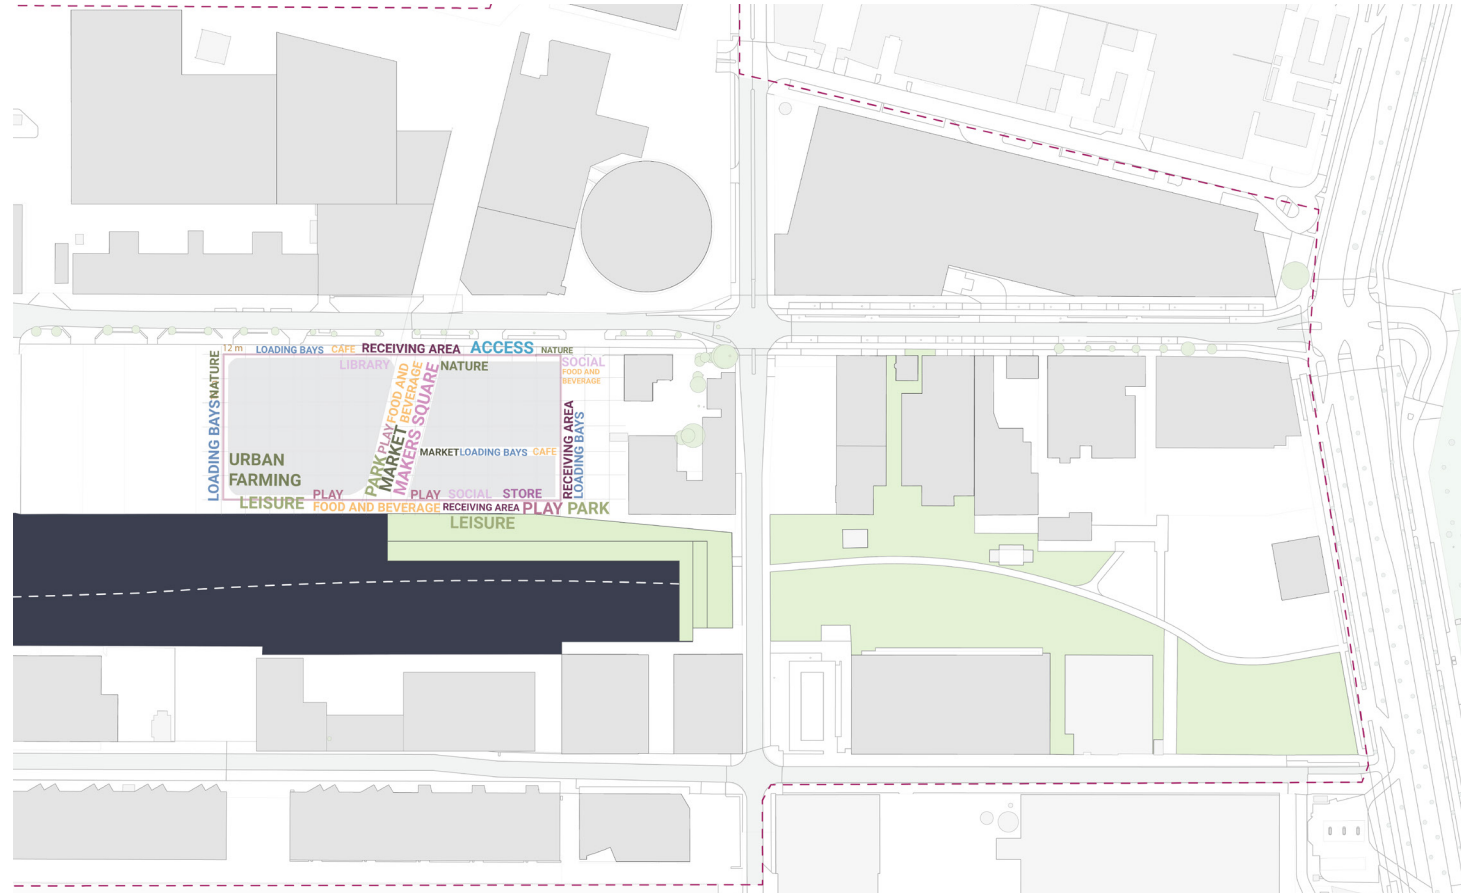 12 m LOADING BAYS CAFE RECEIVING AREA ACCESS NATURE
NATURE
LOADING BAYS
LIBRARY
FOOD AND
BEVERAGE
NATURE
SOCIAL
FOOD AND
BEVERAGE
PLAY
MARKET
MAKERS SQUARE
PARK
MARKET LOADING BAYS CAFE
RECEIVING AREA
LOADING BAYS
URBAN
FARMING
PLAY
PLAY SOCIAL STORE
LEISURE
FOOD AND BEVERAGE RECEIVING AREA PLAY PARK
LEISURE